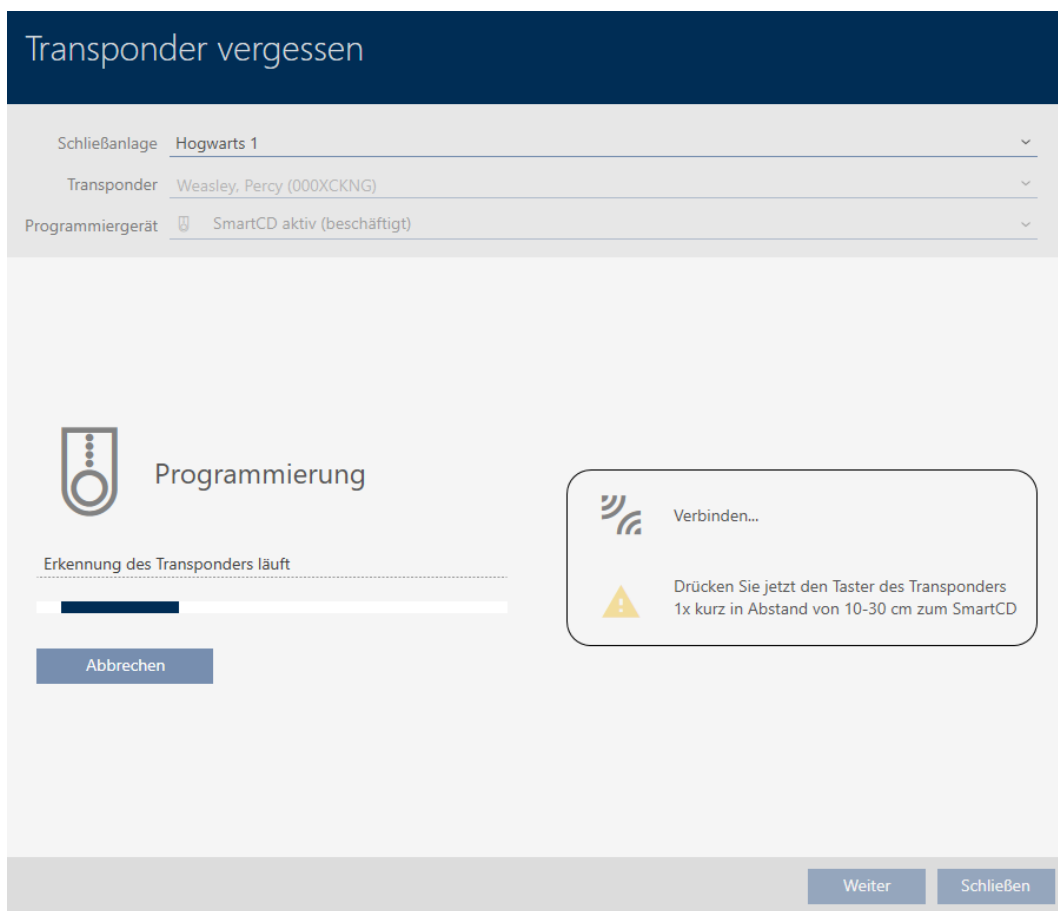 Transponder vergessen
Schließanlage Hogwarts 1
Transponder Weasley, Percy (000XCKNG)
Programmiergerät SmartCD aktiv (beschäftigt)
Programmierung
Erkennung des Transponders läuft
Abbrechen
Verbinden...
Drücken Sie jetzt den Taster des Transponders
1x kurz in Abstand von 10-30 cm zum SmartCD
Weiter Schließen